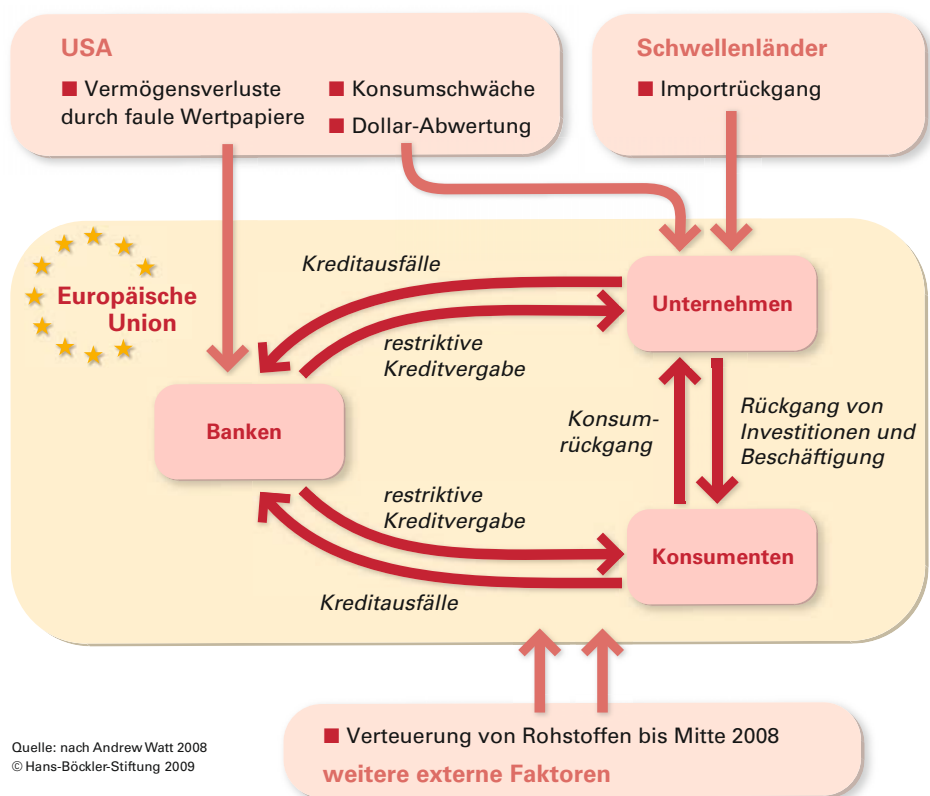 USA
■ Vermögensverluste
durch faule Wertpapiere
■ Konsumschwäche
■ Dollar-Abwertung
Schwellenländer
■ Importrückgang
Europäische
Union
Kreditausfälle
restriktive
Kreditvergabe
Unternehmen
Banken
Konsum-
rückgang
Rückgang von
Investitionen und
Beschäftigung
restriktive
Kreditvergabe
Konsumenten
Kreditausfälle
■ Verteuerung von Rohstoffen bis Mitte 2008
weitere externe Faktoren
Quelle: nach Andrew Watt 2008
© Hans-Böckler-Stiftung 2009